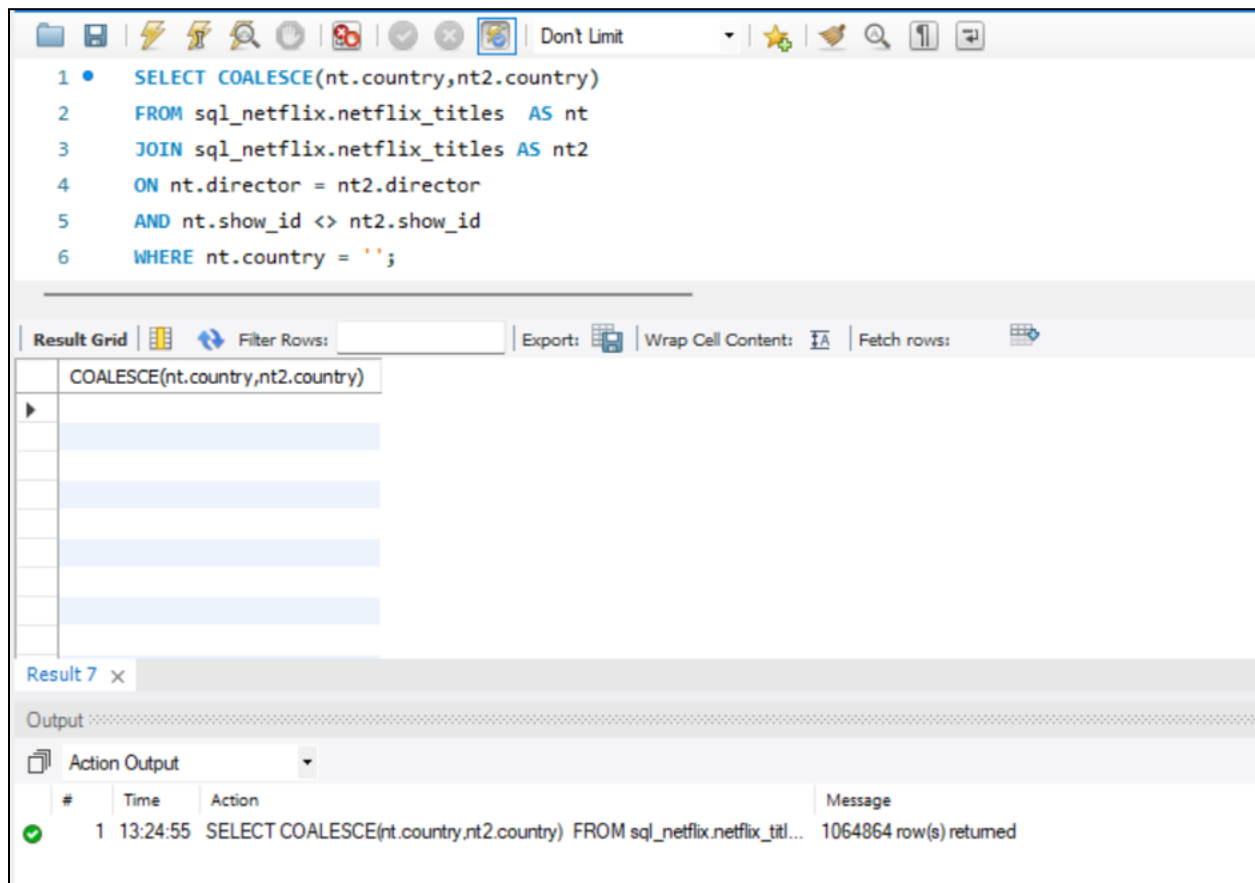 Don't Limit
1 SELECT COALESCE(nt.country,nt2.country)
2 FROM sql_netflix.netflix_titles  AS nt
3 JOIN sql_netflix.netflix_titles AS nt2
4 ON nt.director = nt2.director
5 AND nt.show_id <> nt2.show_id
6 WHERE nt.country = '';
Result Grid Filter Rows: Export: Wrap Cell Content: Fetch rows:
COALESCE(nt.country,nt2.country)
Result 7
Output
Action Output
# Time Action Message
1 13:24:55 SELECT COALESCE(nt.country,nt2.country) FROM sql_netflix.netflix_titl... 1064864 row(s) returned